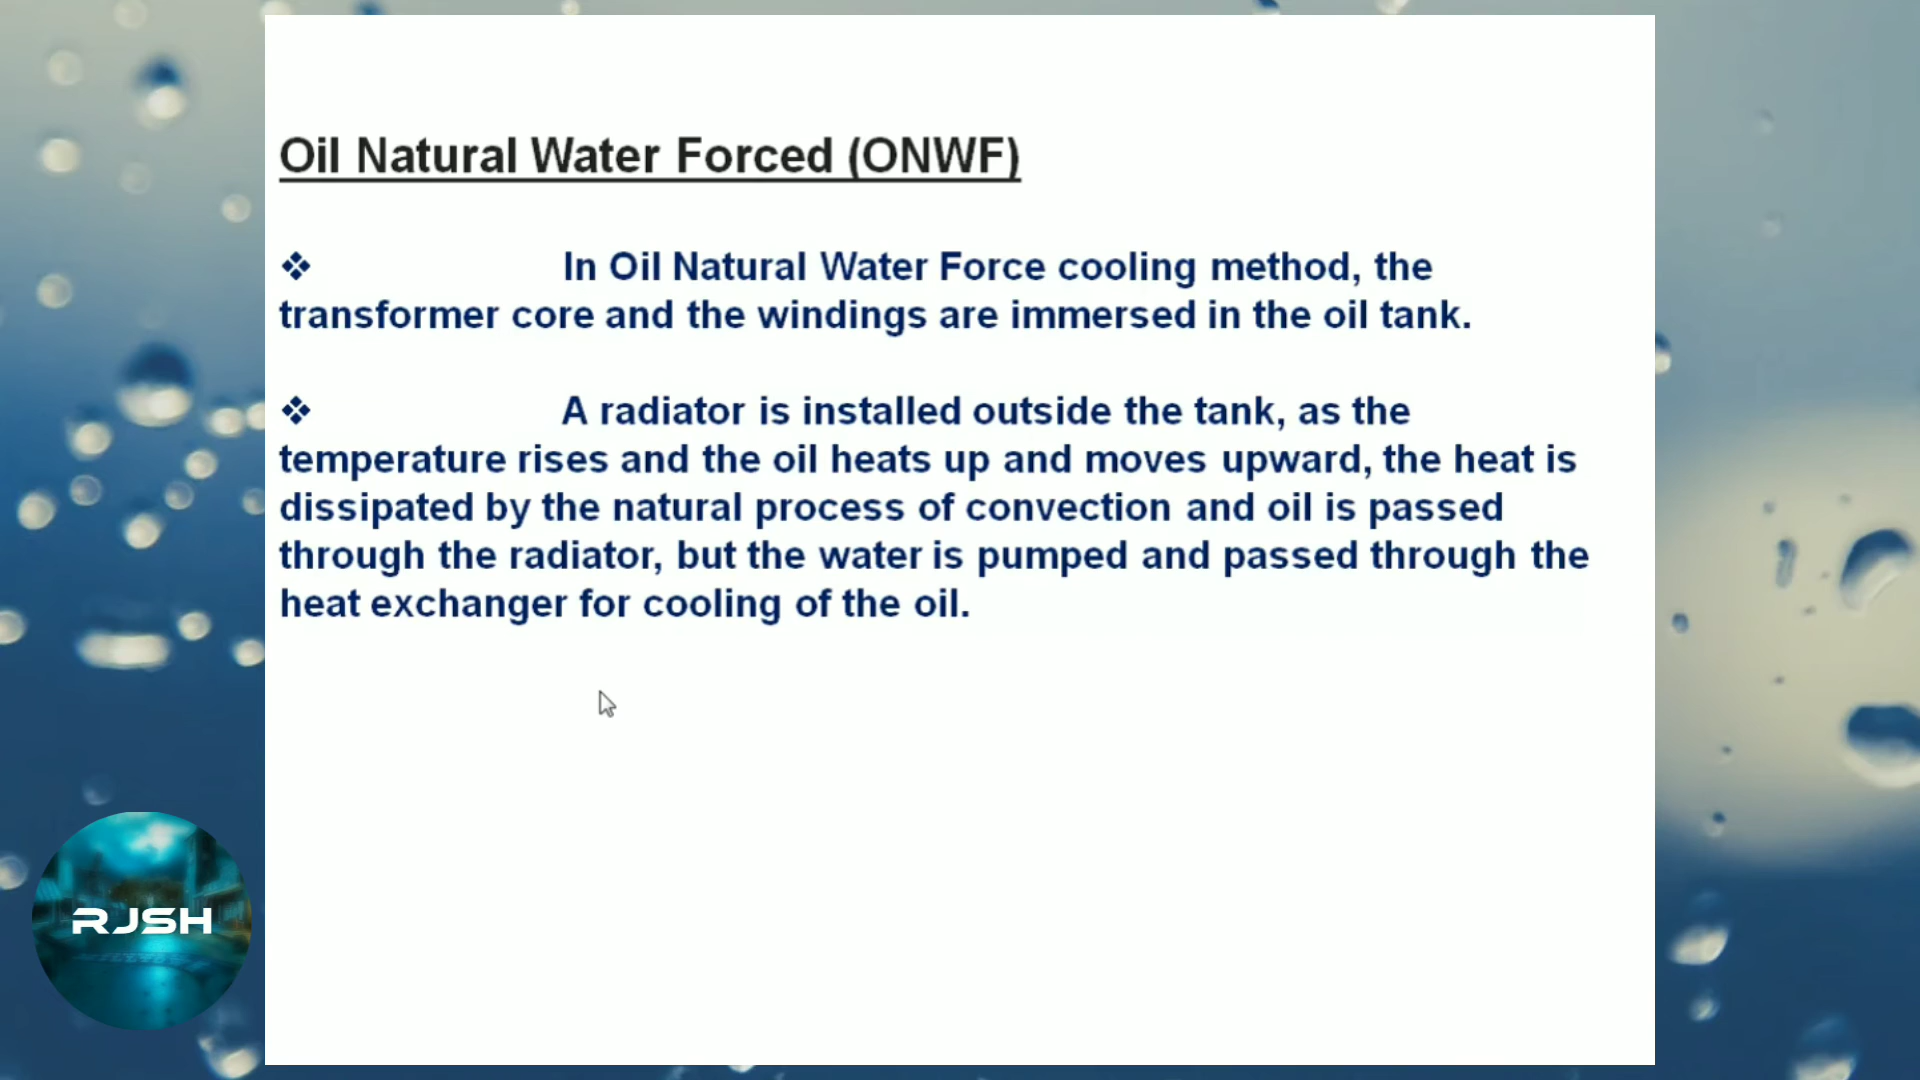 Oil Natural Water Forced (ONWF)
❖ In Oil Natural Water Force cooling method, the
transformer core and the windings are immersed in the oil tank.
❖ A radiator is installed outside the tank, as the
temperature rises and the oil heats up and moves upward, the heat is
dissipated by the natural process of convection and oil is passed
through the radiator, but the water is pumped and passed through the
heat exchanger for cooling of the oil.
RJSH